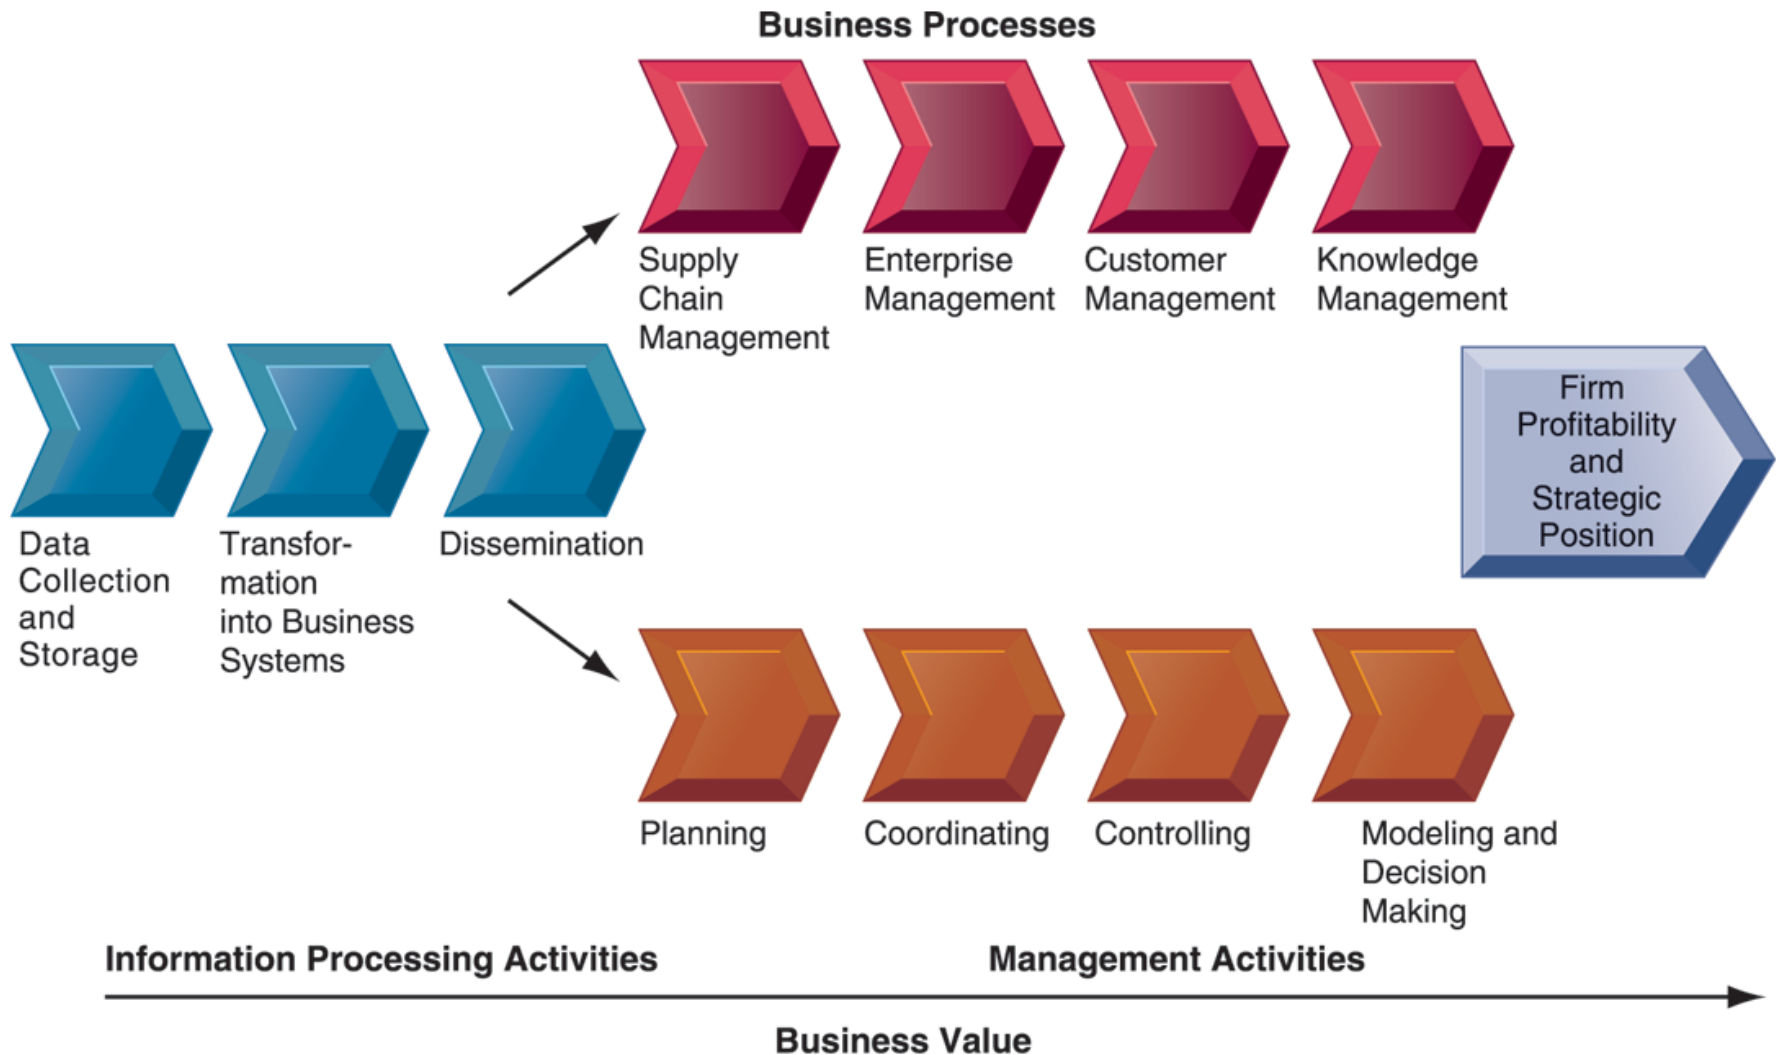 Business Processes
Supply
Chain
Management
Enterprise
Management
Customer
Management
Knowledge
Management
Data
Collection
and
Storage
Transfor-
mation
into Business
Systems
Dissemination
Firm
Profitability
and
Strategic
Position
Planning
Coordinating
Controlling
Modeling and
Decision
Making
Information Processing Activities
Management Activities
Business Value